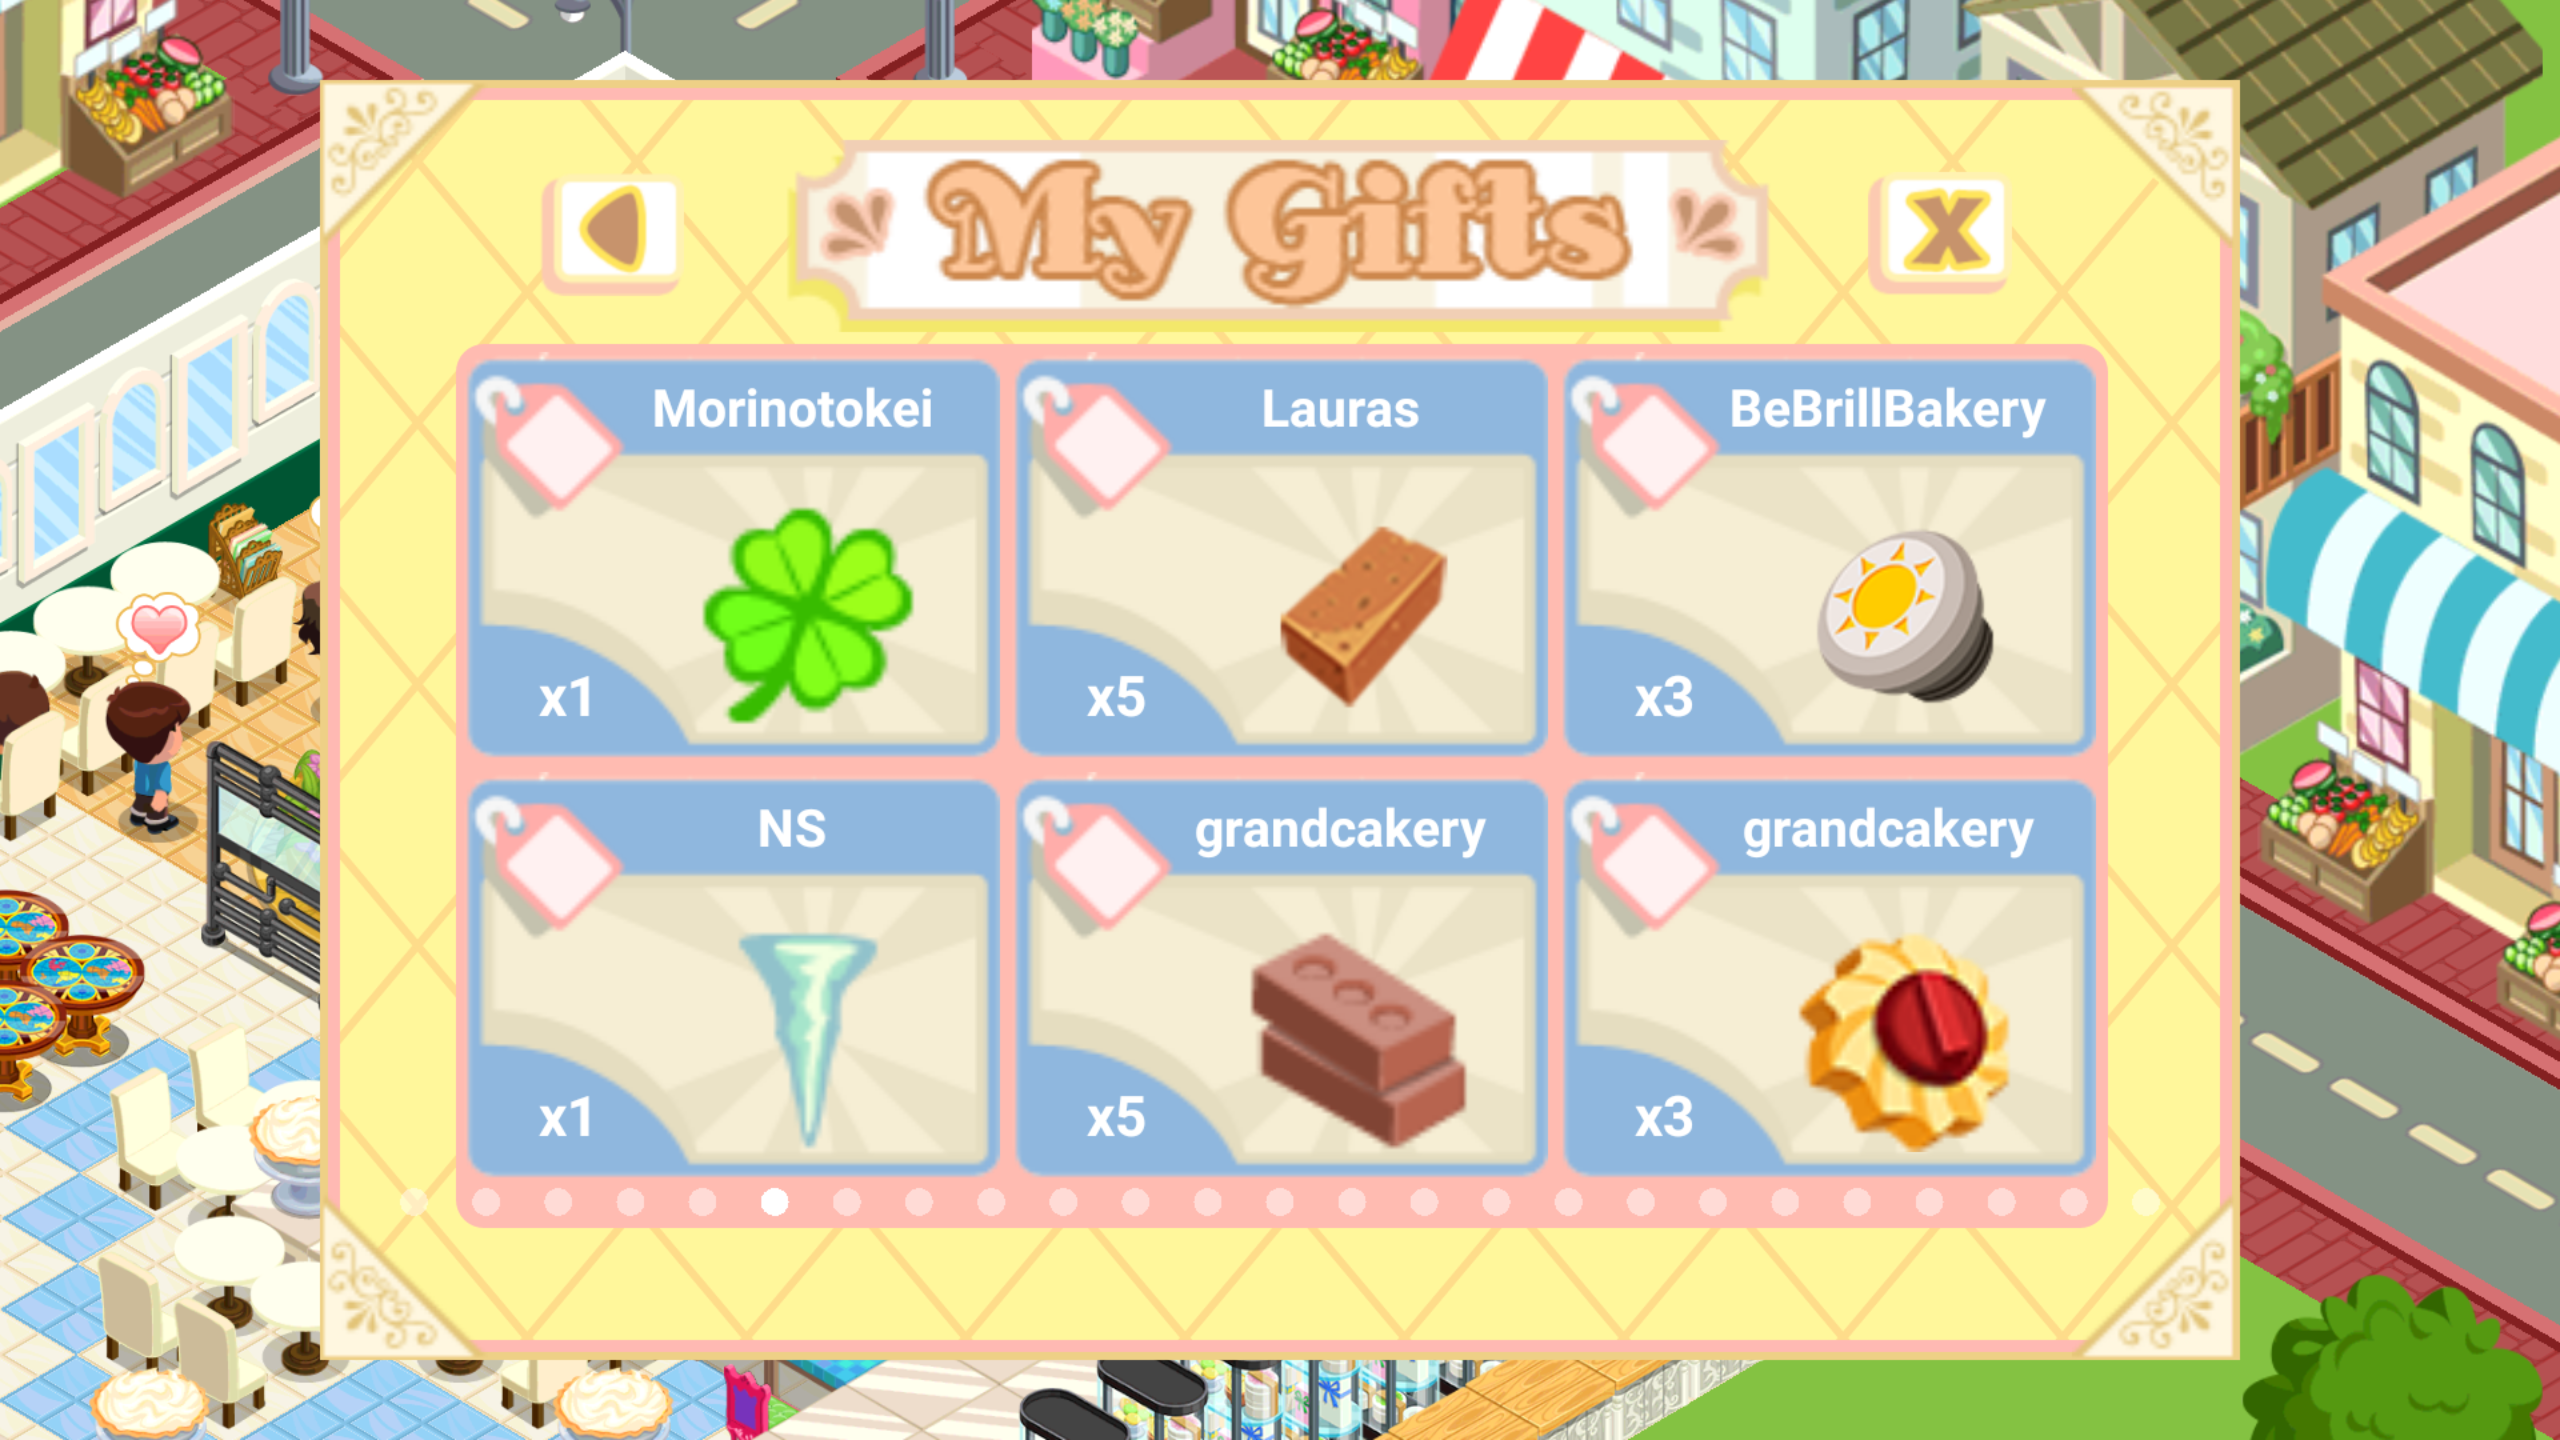 My Gifts
X
Morinotokei
x1
Lauras
x5
BeBrillBakery
x3
NS
x1
grandcakery
x5
grandcakery
x3